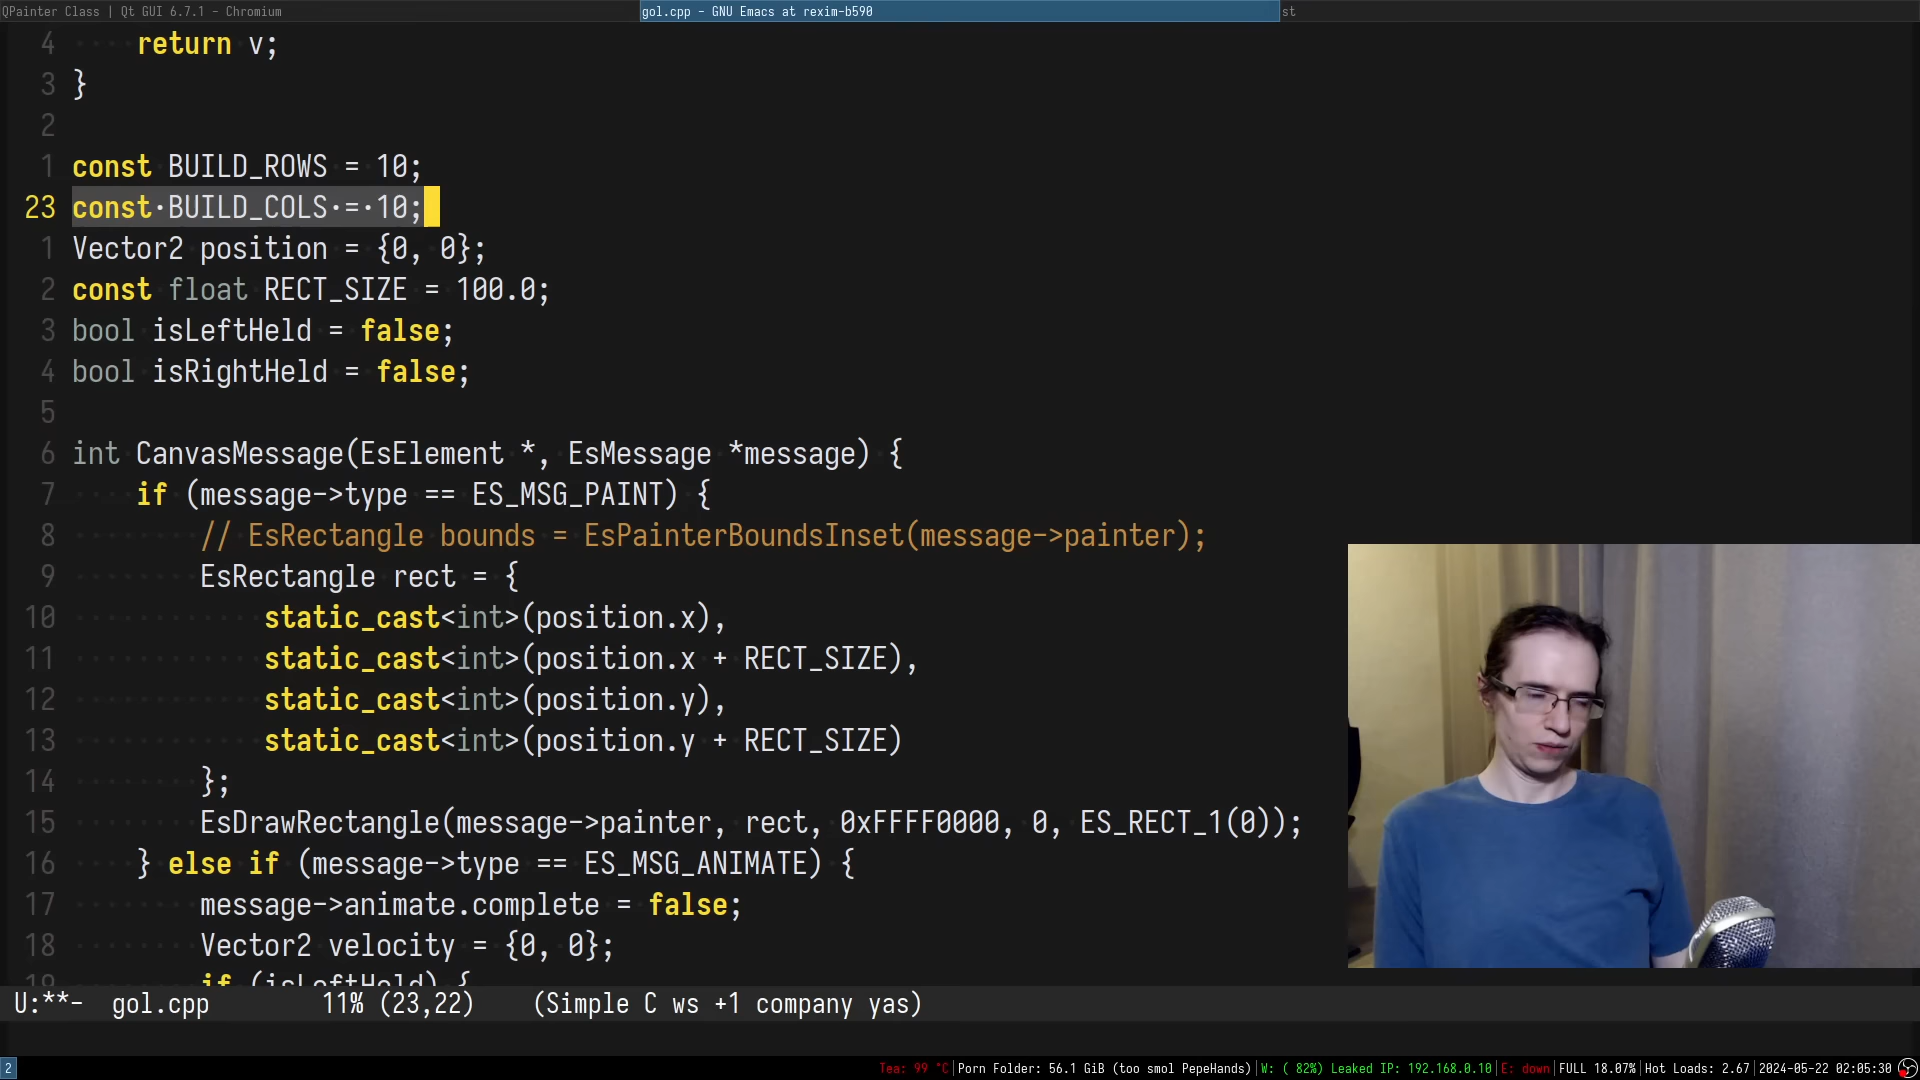 QPainter Class | Qt GUI 6.7.1 - Chromium
gol.cpp - GNU Emacs at rexim-b590
st
4 return v;
3 }
2
1 const BUILD_ROWS = 10;
23 const·BUILD_COLS·=·10;
1 Vector2 position = {0, 0};
2 const float RECT_SIZE = 100.0;
3 bool isLeftHeld = false;
4 bool isRightHeld = false;
5
6 int CanvasMessage(EsElement *, EsMessage *message) {
7 if (message->type == ES_MSG_PAINT) {
8 // EsRectangle bounds = EsPainterBoundsInset(message->painter);
9 EsRectangle rect = {
10 static_cast<int>(position.x),
11 static_cast<int>(position.x + RECT_SIZE),
12 static_cast<int>(position.y),
13 static_cast<int>(position.y + RECT_SIZE)
14 };
15 EsDrawRectangle(message->painter, rect, 0xFFFF0000, 0, ES_RECT_1(0));
16 } else if (message->type == ES_MSG_ANIMATE) {
17 message->animate.complete = false;
18 Vector2 velocity = {0, 0};
19 if (isLeftHeld) {
U:**- gol.cpp 11% (23,22) (Simple C ws +1 company yas)
2 Tea: 99 °C|Porn Folder: 56.1 GiB (too smol PepeHands)|W: ( 82%) Leaked IP: 192.168.0.10|E: down|FULL 18.07%|Hot Loads: 2.67|2024-05-22 02:05:30